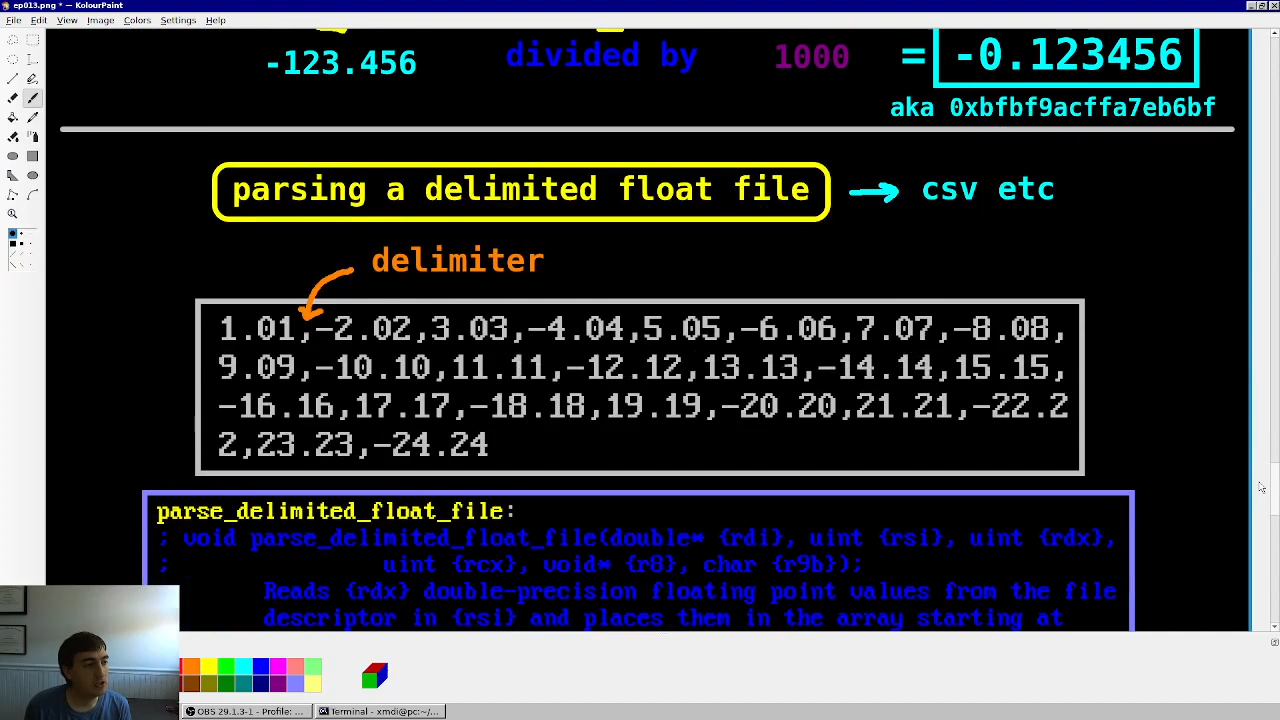 ep013.png * — KolourPaint
File Edit View Image Colors Settings Help
-123.456 divided by 1000 = -0.123456
aka 0xbfbf9acffa7eb6bf
parsing a delimited float file → csv etc
delimiter
1.01,-2.02,3.03,-4.04,5.05,-6.06,7.07,-8.08,
9.09,-10.10,11.11,-12.12,13.13,-14.14,15.15,
-16.16,17.17,-18.18,19.19,-20.20,21.21,-22.2
2,23.23,-24.24
parse_delimited_float_file:
; void parse_delimited_float_file(double* {rdi}, uint {rsi}, uint {rdx},
; uint {rcx}, void* {r8}, char {r9b});
Reads {rdx} double-precision floating point values from the file
descriptor in {rsi} and places them in the array starting at
OBS 29.1.3-1 - Profile: ...
Terminal - xmdi@pc:~/...